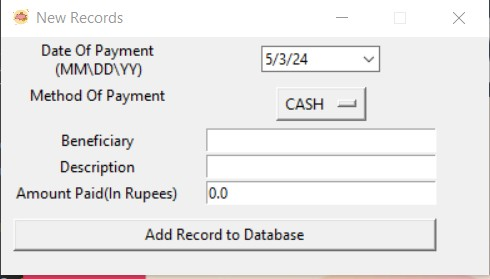 New Records
Date Of Payment
(MM\DD\YY)
5/3/24
Method Of Payment
CASH
Beneficiary
Description
Amount Paid(In Rupees)
0.0
Add Record to Database